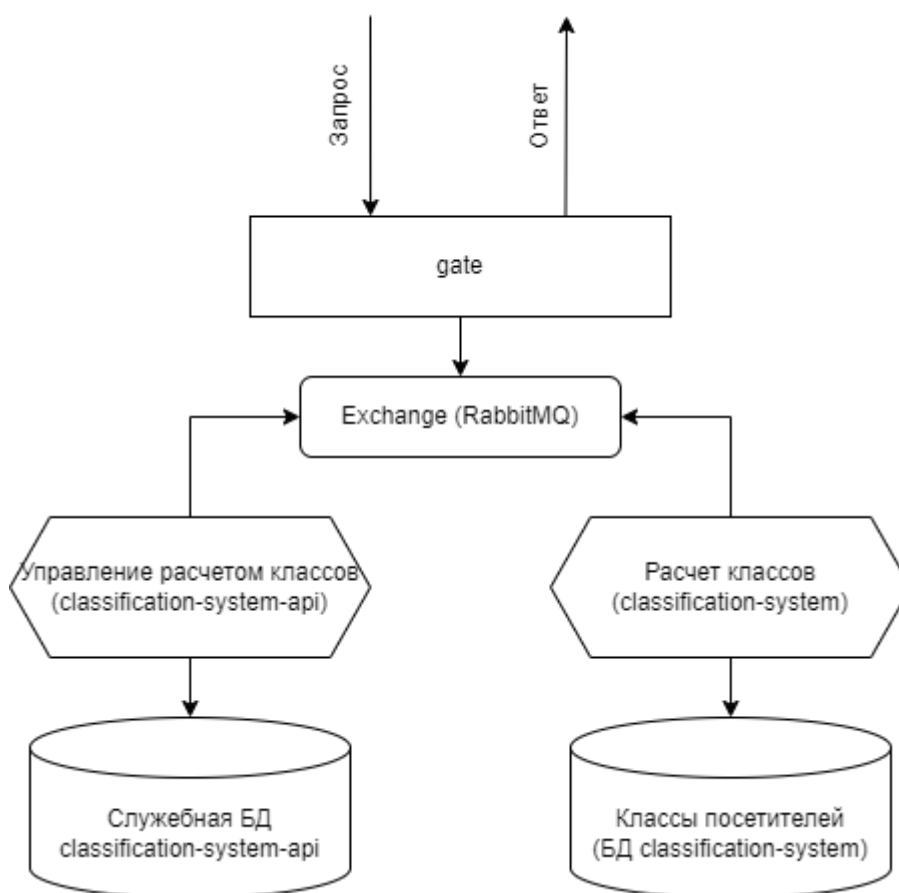 Запрос
Ответ
gate
Exchange (RabbitMQ)
Управление расчетом классов
(classification-system-api)
Расчет классов
(classification-system)
Служебная БД
classification-system-api
Классы посетителей
(БД classification-system)